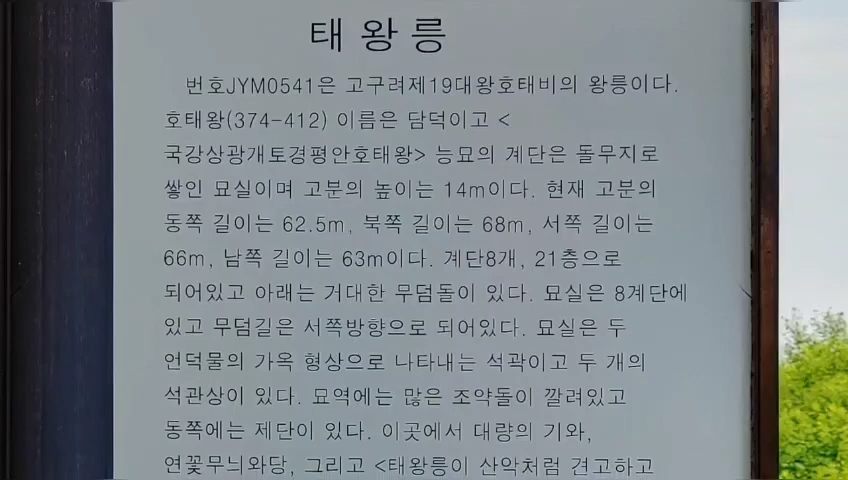 태왕릉
번호JYM0541은 고구려제19대왕호태비의 왕릉이다.
호태왕(374-412) 이름은 담덕이고 <
국강상광개토경평안호태왕> 능묘의 계단은 돌무지로
쌓인 묘실이며 고분의 높이는 14m이다. 현재 고분의
동쪽 길이는 62.5m, 북쪽 길이는 68m, 서쪽 길이는
66m, 남쪽 길이는 63m이다. 계단8개, 21층으로
되어있고 아래는 거대한 무덤돌이 있다. 묘실은 8계단에
있고 무덤길은 서쪽방향으로 되어있다. 묘실은 두
언덕물의 가옥 형상으로 나타내는 석곽이고 두 개의
석관상이 있다. 묘역에는 많은 조약돌이 깔려있고
동쪽에는 제단이 있다. 이곳에서 대량의 기와,
연꽃무늬와당, 그리고 <태왕릉이 산악처럼 견고하고